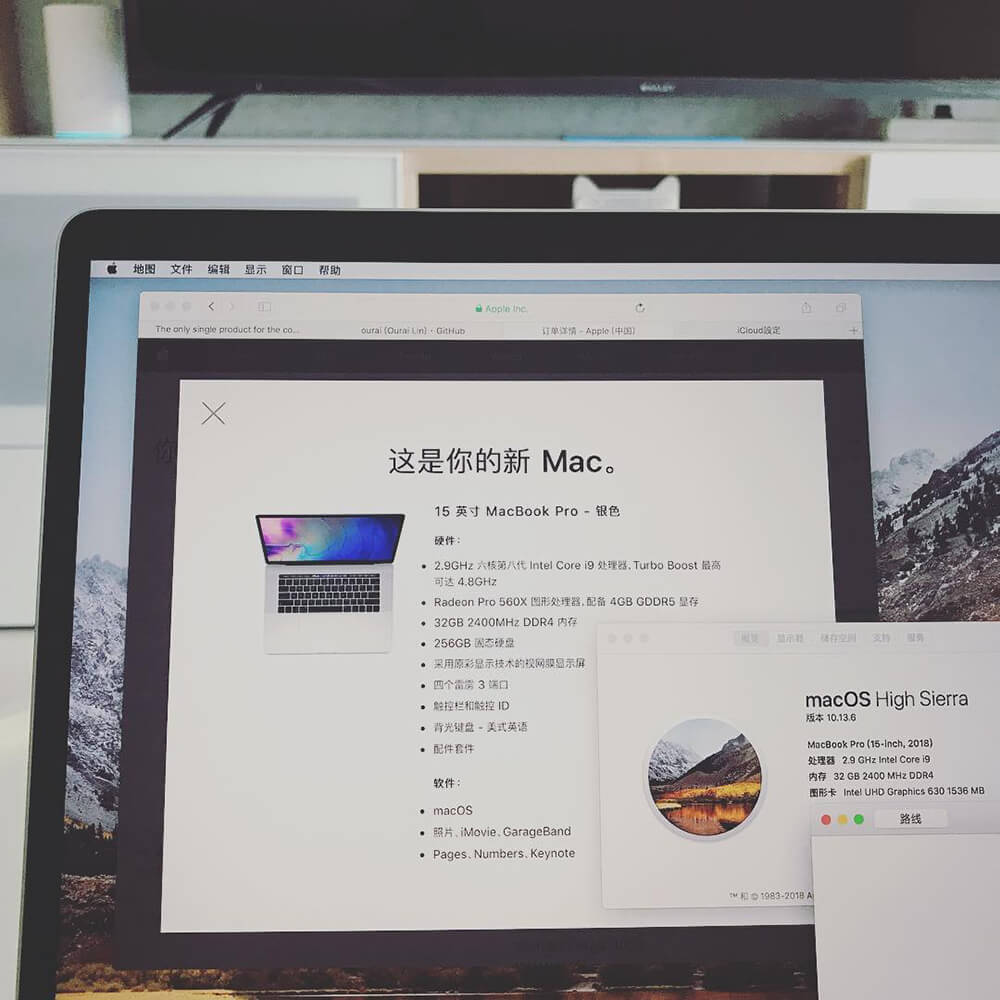 地图 文件 编辑 显示 窗口 帮助
Apple Inc.
The only single product for the co...
ourai (Ourai Lin) · GitHub
订单详情 - Apple (中国)
iCloud設定
这是你的新 Mac。
15 英寸 MacBook Pro - 银色
硬件：
2.9GHz 六核第八代 Intel Core i9 处理器, Turbo Boost 最高
可达 4.8GHz
Radeon Pro 560X 图形处理器, 配备 4GB GDDR5 显存
32GB 2400MHz DDR4 内存
256GB 固态硬盘
采用原彩显示技术的视网膜显示屏
四个雷雳 3 端口
触控栏和触控 ID
背光键盘 - 美式英语
配件套件
软件：
macOS
照片、iMovie、GarageBand
Pages、Numbers、Keynote
概览 显示器 储存空间 支持 服务
macOS High Sierra
版本 10.13.6
MacBook Pro (15-inch, 2018)
处理器 2.9 GHz Intel Core i9
内存 32 GB 2400 MHz DDR4
图形卡 Intel UHD Graphics 630 1536 MB
™ 和 © 1983-2018 A
路线